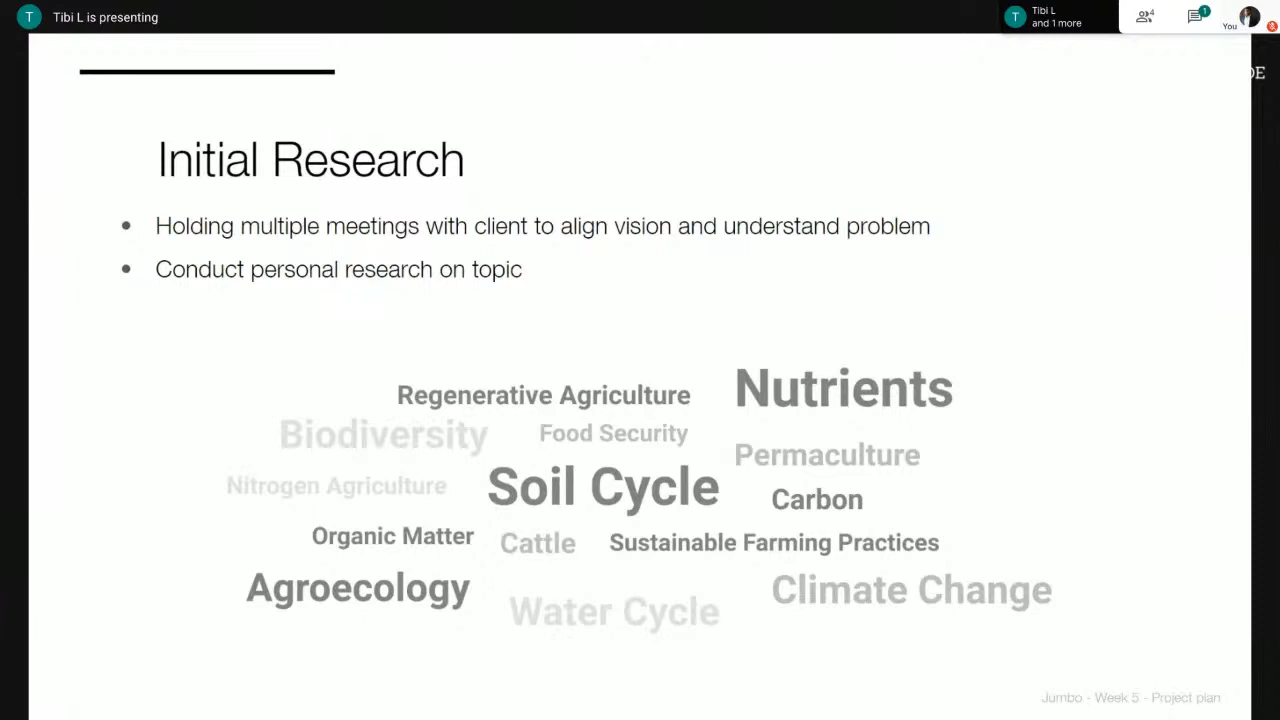 T Tibi L is presenting
T Tibi L
and 1 more
4
1
You
DE
Initial Research
• Holding multiple meetings with client to align vision and understand problem
• Conduct personal research on topic
Nutrients
Regenerative Agriculture
Biodiversity
Food Security
Permaculture
Nitrogen Agriculture
Soil Cycle
Carbon
Organic Matter
Cattle
Sustainable Farming Practices
Agroecology
Water Cycle
Climate Change
Jumbo - Week 5 - Project plan